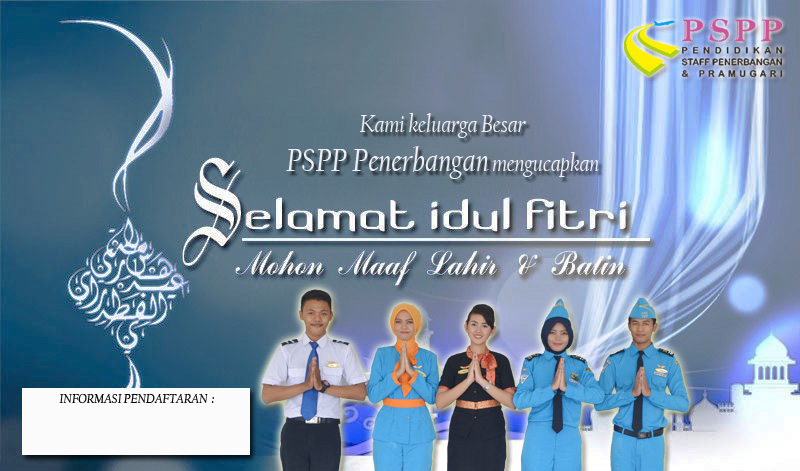 PSPP
PENDIDIKAN
STAFF PENERBANGAN
& PRAMUGARI
Kami keluarga Besar
PSPP Penerbangan mengucapkan
Selamat idul fitri
Mohon Maaf Lahir & Batin
INFORMASI PENDAFTARAN :